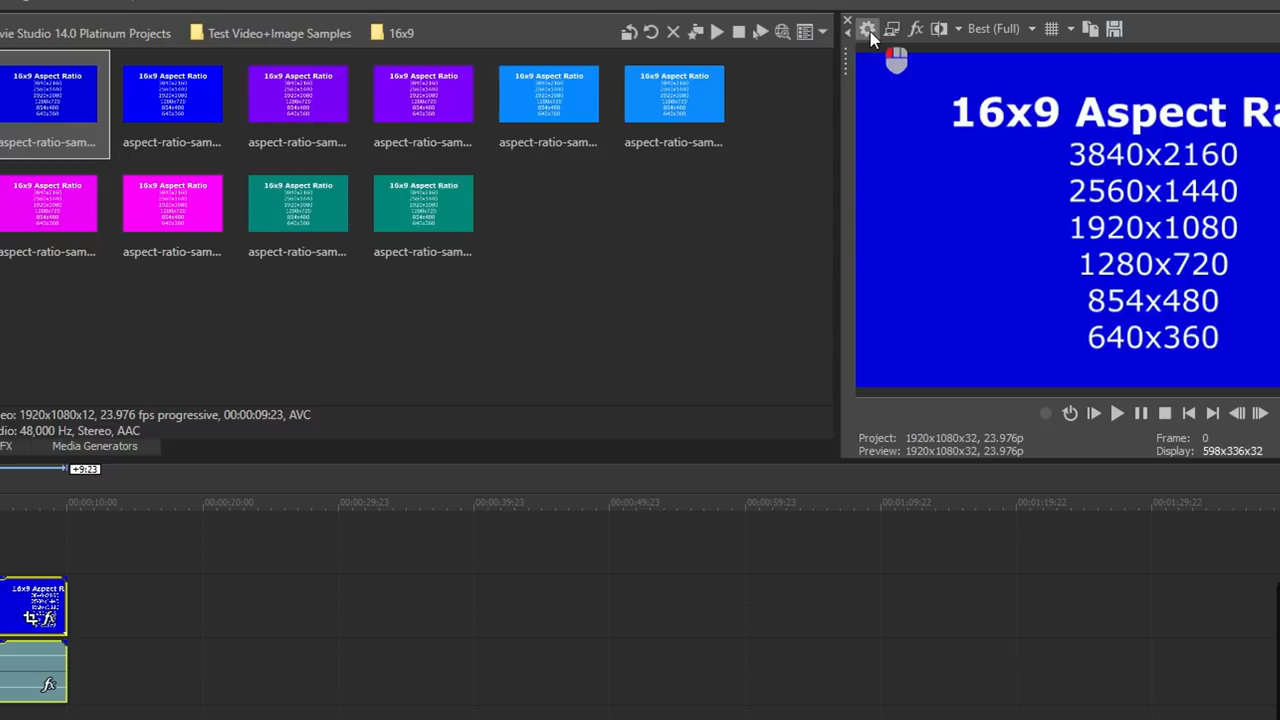 vie Studio 14.0 Platinum Projects
Test Video+Image Samples
16x9
Best (Full)
16x9 Aspect Ratio
16x9 Aspect Ratio
16x9 Aspect Ratio
16x9 Aspect Ratio
16x9 Aspect Ratio
16x9 Aspect Ratio
aspect-ratio-sam...
aspect-ratio-sam...
aspect-ratio-sam...
aspect-ratio-sam...
aspect-ratio-sam...
aspect-ratio-sam...
16x9 Aspect Ratio
16x9 Aspect Ratio
16x9 Aspect Ratio
16x9 Aspect Ratio
aspect-ratio-sam...
aspect-ratio-sam...
aspect-ratio-sam...
aspect-ratio-sam...
16x9 Aspect Ra
3840x2160
2560x1440
1920x1080
1280x720
854x480
640x360
eo: 1920x1080x12, 23.976 fps progressive, 00:00:09:23, AVC
dio: 48,000 Hz, Stereo, AAC
FX
Media Generators
Project: 1920x1080x32, 23.976p
Frame: 0
Preview: 1920x1080x32, 23.976p
Display: 598x336x32
+9:23
00:00:10:00
00:00:20:00
00:00:29:23
00:00:39:23
00:00:49:23
00:00:59:23
00:01:09:22
00:01:19:22
00:01:29:22
16x9 Aspect R